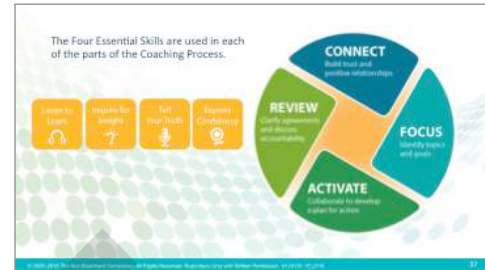 The Four Essential Skills are used in each
of the parts of the Coaching Process.
Listen to
Learn
Inquire for
Insight
Tell
Your Truth
Express
Confidence
CONNECT
Build trust and
positive relationships
FOCUS
Identify topics
and goals
ACTIVATE
Collaborate to develop
a plan for action
REVIEW
Clarify agreements
and discuss
accountability
37